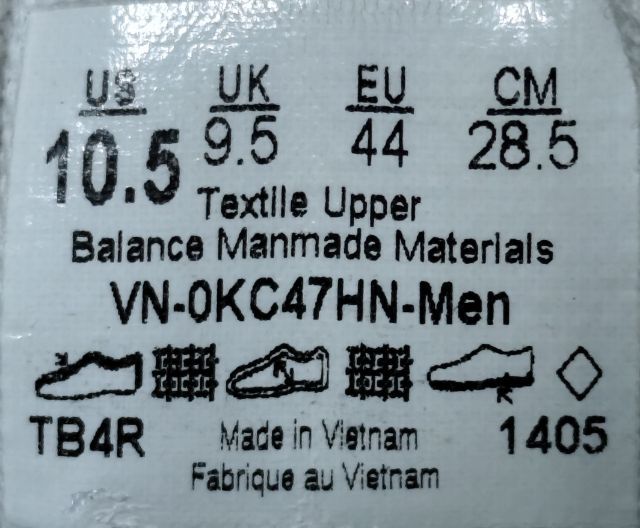 US UK EU CM
10.5 9.5 44 28.5
Textile Upper
Balance Manmade Materials
VN-0KC47HN-Men
TB4R Made in Vietnam 1405
Fabrique au Vietnam